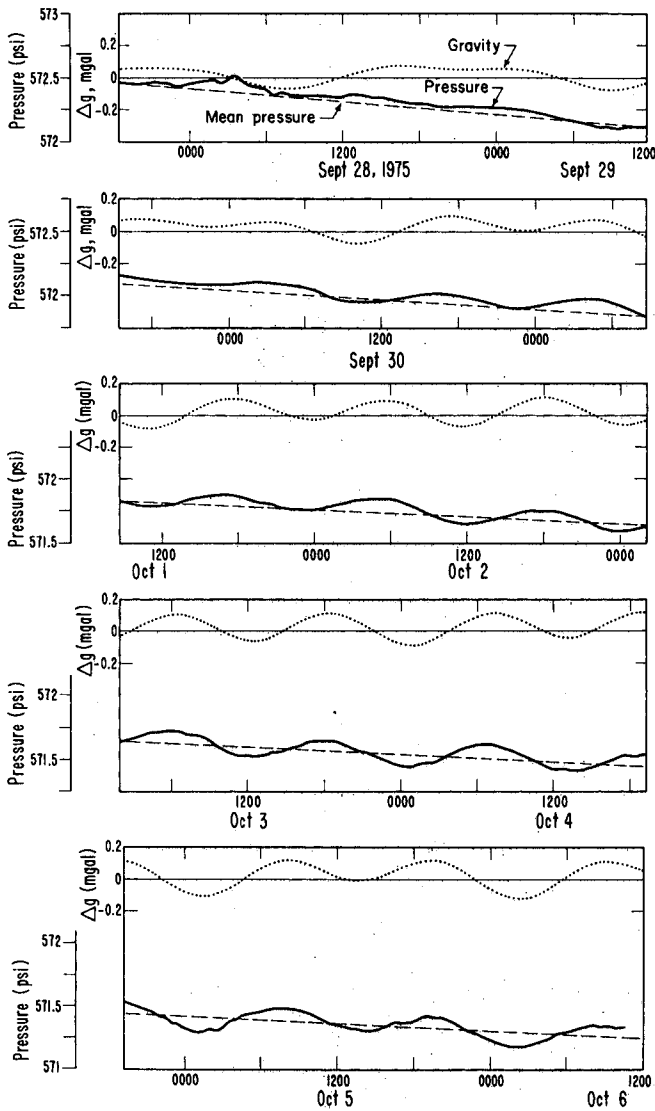 573
572.5
572
Pressure (psi)
0.2
0
-0.2
Δg, mgal
Gravity
Pressure
Mean pressure
0000 1200 0000 1200
Sept 28, 1975 Sept 29
572.5
572
Pressure (psi)
0.2
0
-0.2
Δg, mgal
0000 1200 0000
Sept 30
572
571.5
Pressure (psi)
0.2
0
-0.2
Δg (mgal)
1200 0000 1200 0000
Oct 1 Oct 2
572
571.5
Pressure (psi)
0.2
0
-0.2
Δg (mgal)
1200 0000 1200
Oct 3 Oct 4
572
571.5
571
Pressure (psi)
0.2
0
-0.2
Δg (mgal)
0000 1200 0000 1200
Oct 5 Oct 6